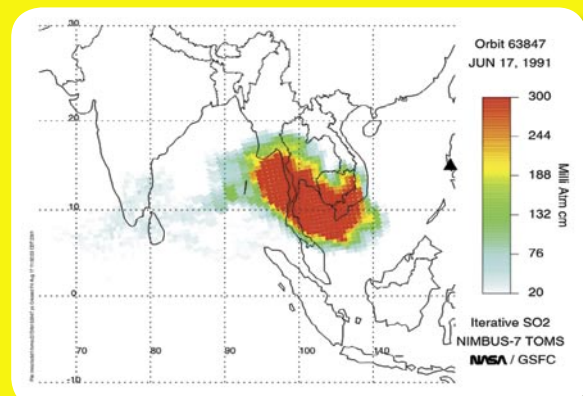 30
20
10
0
-10
70 80 90 100 110
Orbit 63847
JUN 17, 1991
300
244
188
132
76
20
Milli Atm cm
Iterative SO2
NIMBUS-7 TOMS
NASA / GSFC